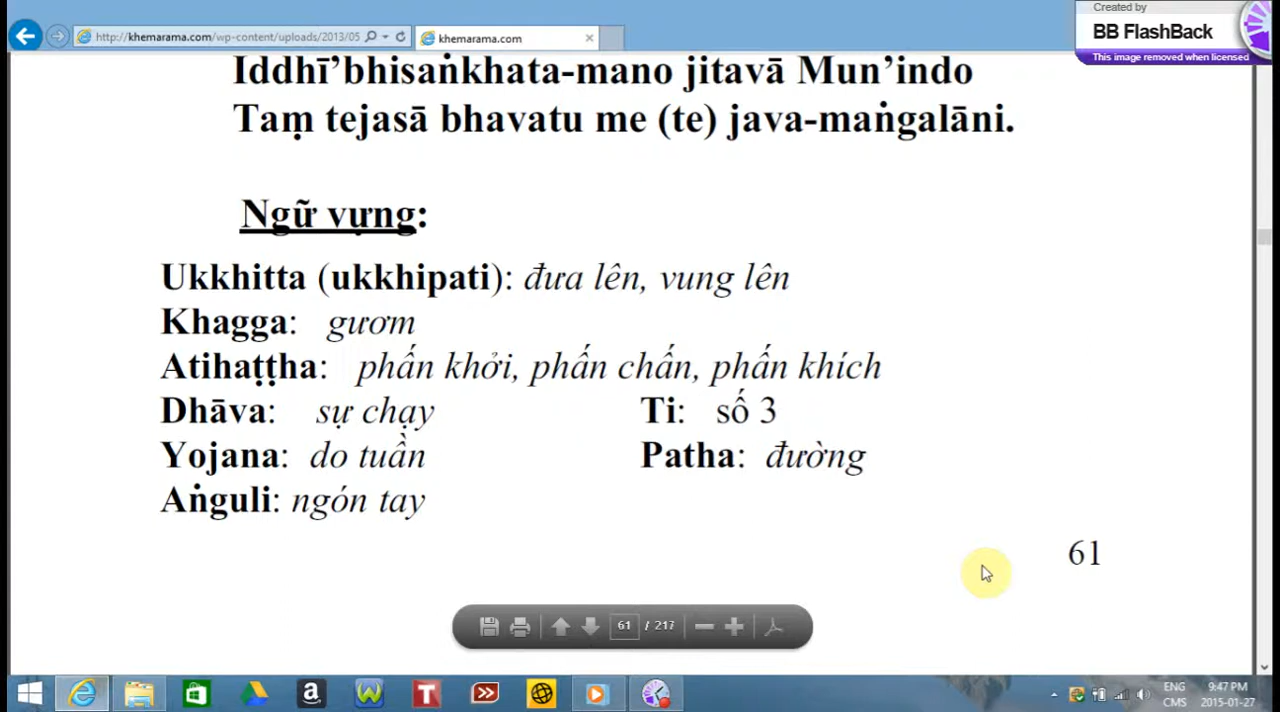 Created by
BB FlashBack
This image removed when licensed
http://khemarama.com/wp-content/uploads/2013/05
khemarama.com
Iddhī’bhisaṅkhata-mano jitavā Mun’indo
Taṃ tejasā bhavatu me (te) java-maṅgalāni.
Ngữ vựng:
Ukkhitta (ukkhipati): đưa lên, vung lên
Khagga: gươm
Atihaṭṭha: phấn khởi, phấn chấn, phấn khích
Dhāva: sự chạy Ti: số 3
Yojana: do tuần Patha: đường
Aṅguli: ngón tay
61
61 / 217
ENG 9:47 PM
CMS 2015-01-27